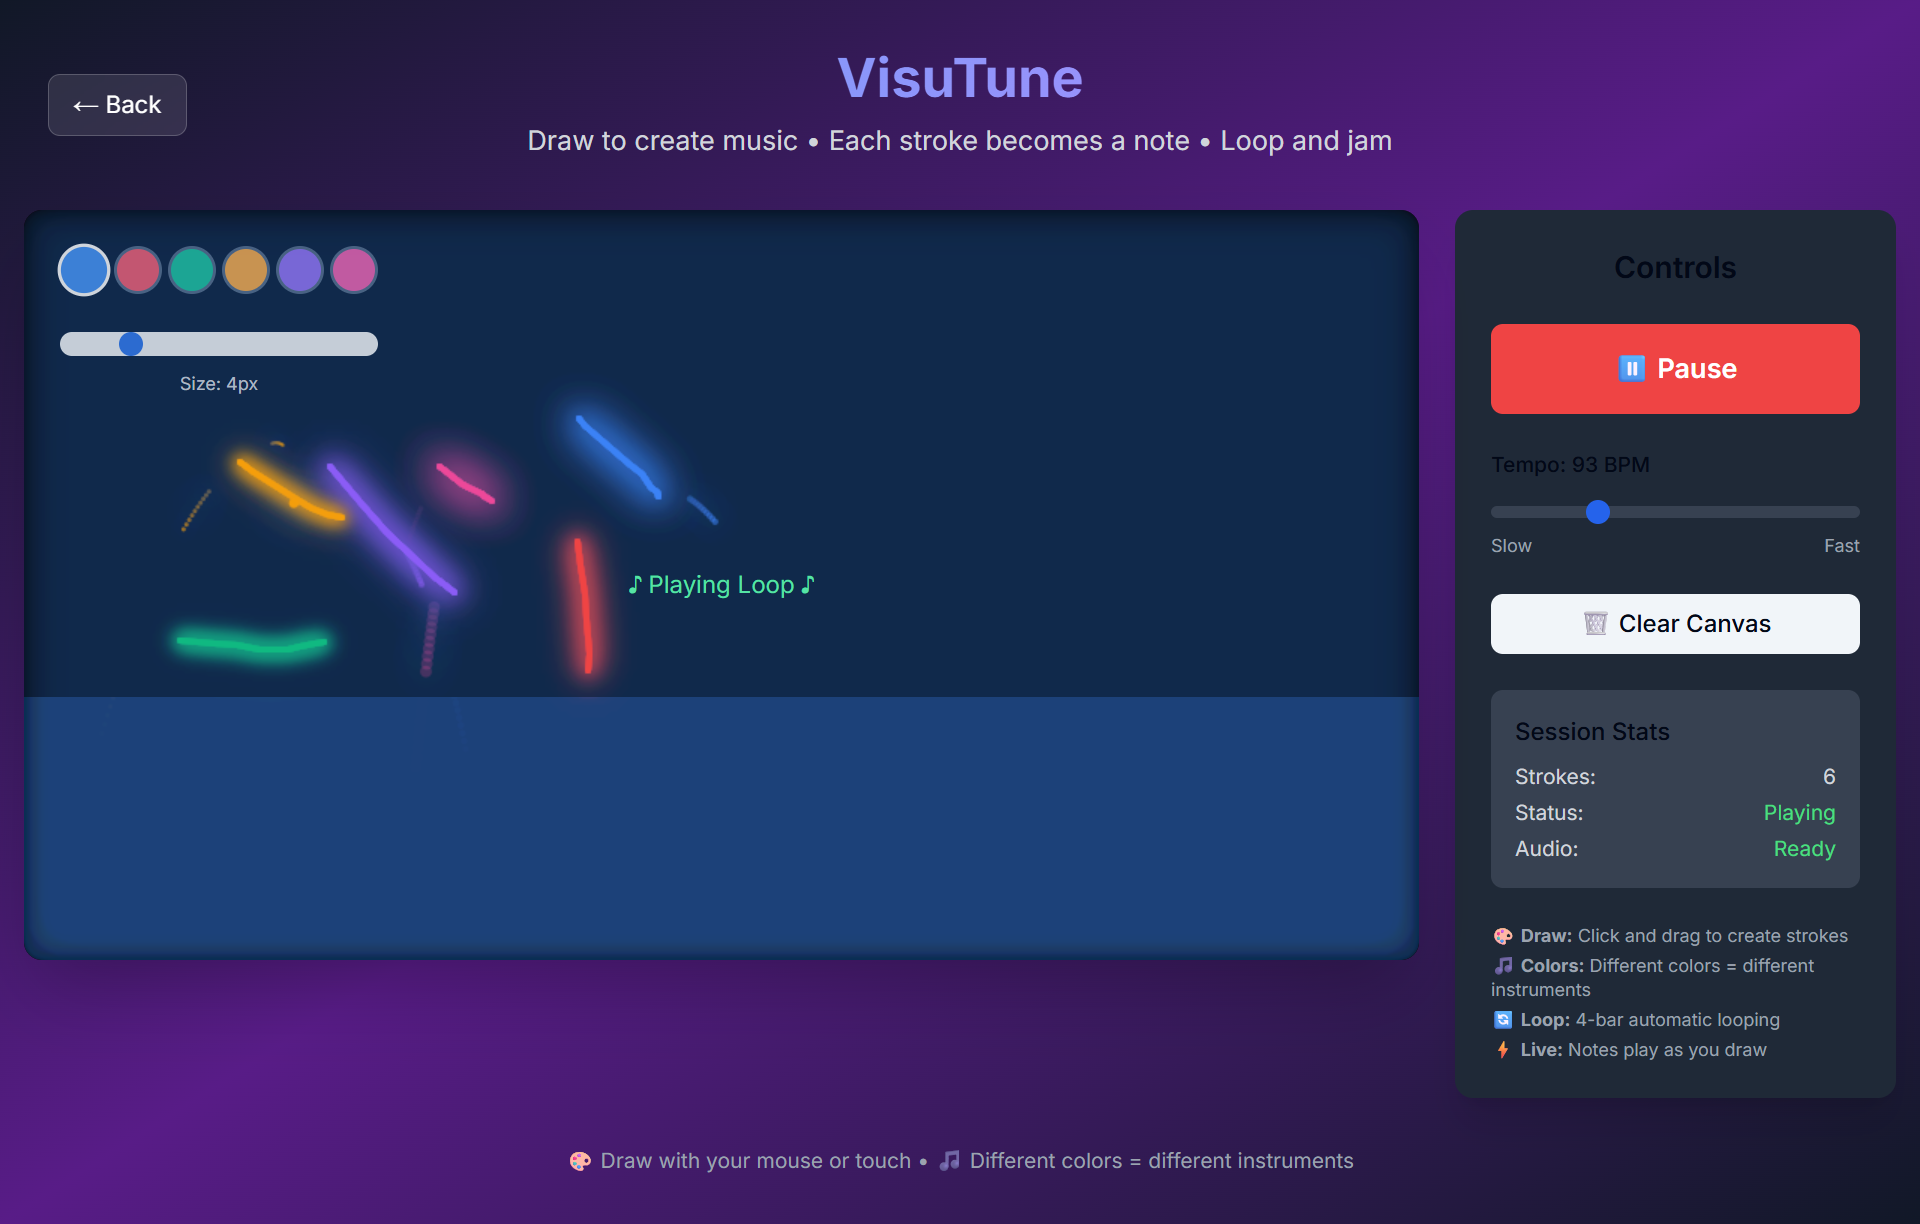 ← Back
VisuTune
Draw to create music • Each stroke becomes a note • Loop and jam
Size: 4px
♪ Playing Loop ♪
Controls
⏸️ Pause
Tempo: 93 BPM
Slow Fast
🗑️ Clear Canvas
Session Stats
Strokes: 6
Status: Playing
Audio: Ready
🎨 Draw: Click and drag to create strokes
🎵 Colors: Different colors = different
instruments
🔄 Loop: 4-bar automatic looping
⚡ Live: Notes play as you draw
🎨 Draw with your mouse or touch • 🎵 Different colors = different instruments